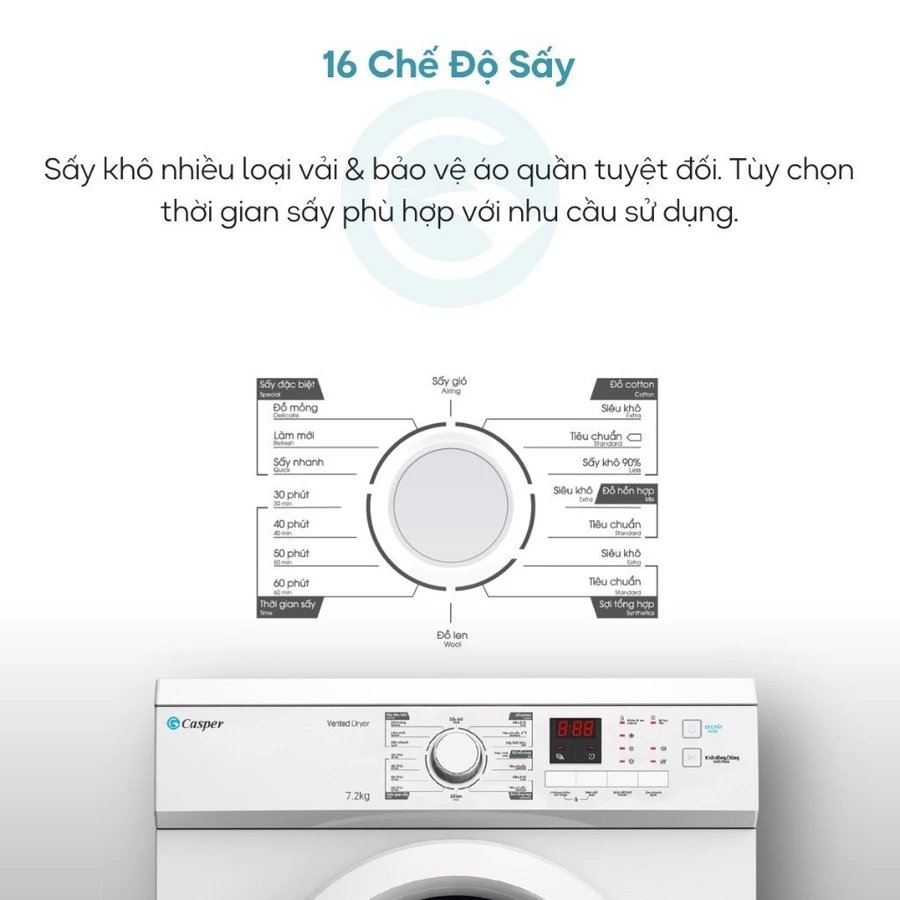 16 Chế Độ Sấy
Sấy khô nhiều loại vải & bảo vệ áo quần tuyệt đối. Tùy chọn
thời gian sấy phù hợp với nhu cầu sử dụng.
Sấy đặc biệt
Special
Đồ mỏng
Delicate
Làm mới
Refresh
Sấy nhanh
Quick
30 phút
30 min
40 phút
40 min
50 phút
50 min
60 phút
60 min
Thời gian sấy
Time
Sấy gió
Airing
Đồ cotton
Cotton
Siêu khô
Extra
Tiêu chuẩn
Standard
Sấy khô 90%
Less
Siêu khô
Extra
Đồ hỗn hợp
Mix
Tiêu chuẩn
Standard
Siêu khô
Extra
Tiêu chuẩn
Standard
Sợi tổng hợp
Synthetics
Đồ len
Wool
Casper
Vented Dryer
7.2kg
8:88
Khởi động/Dừng